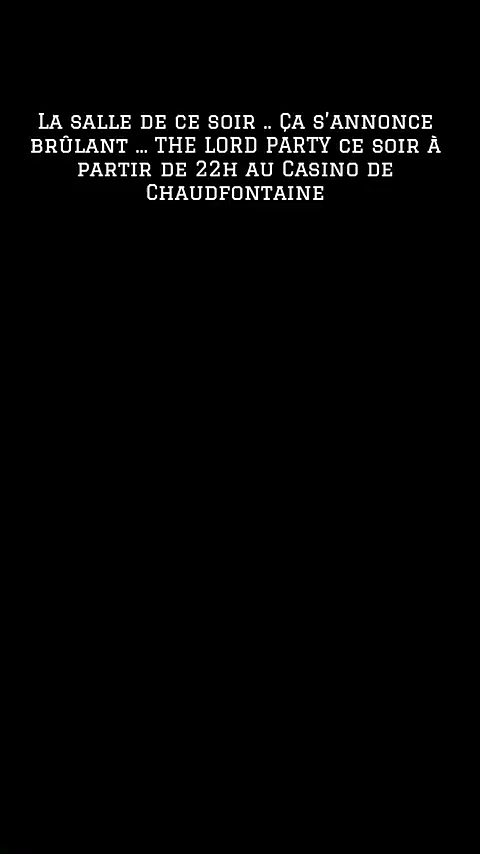 La salle de ce soir .. Ça s'annonce
brûlant ... THE LORD PARTY ce soir à
partir de 22h au Casino de
Chaudfontaine